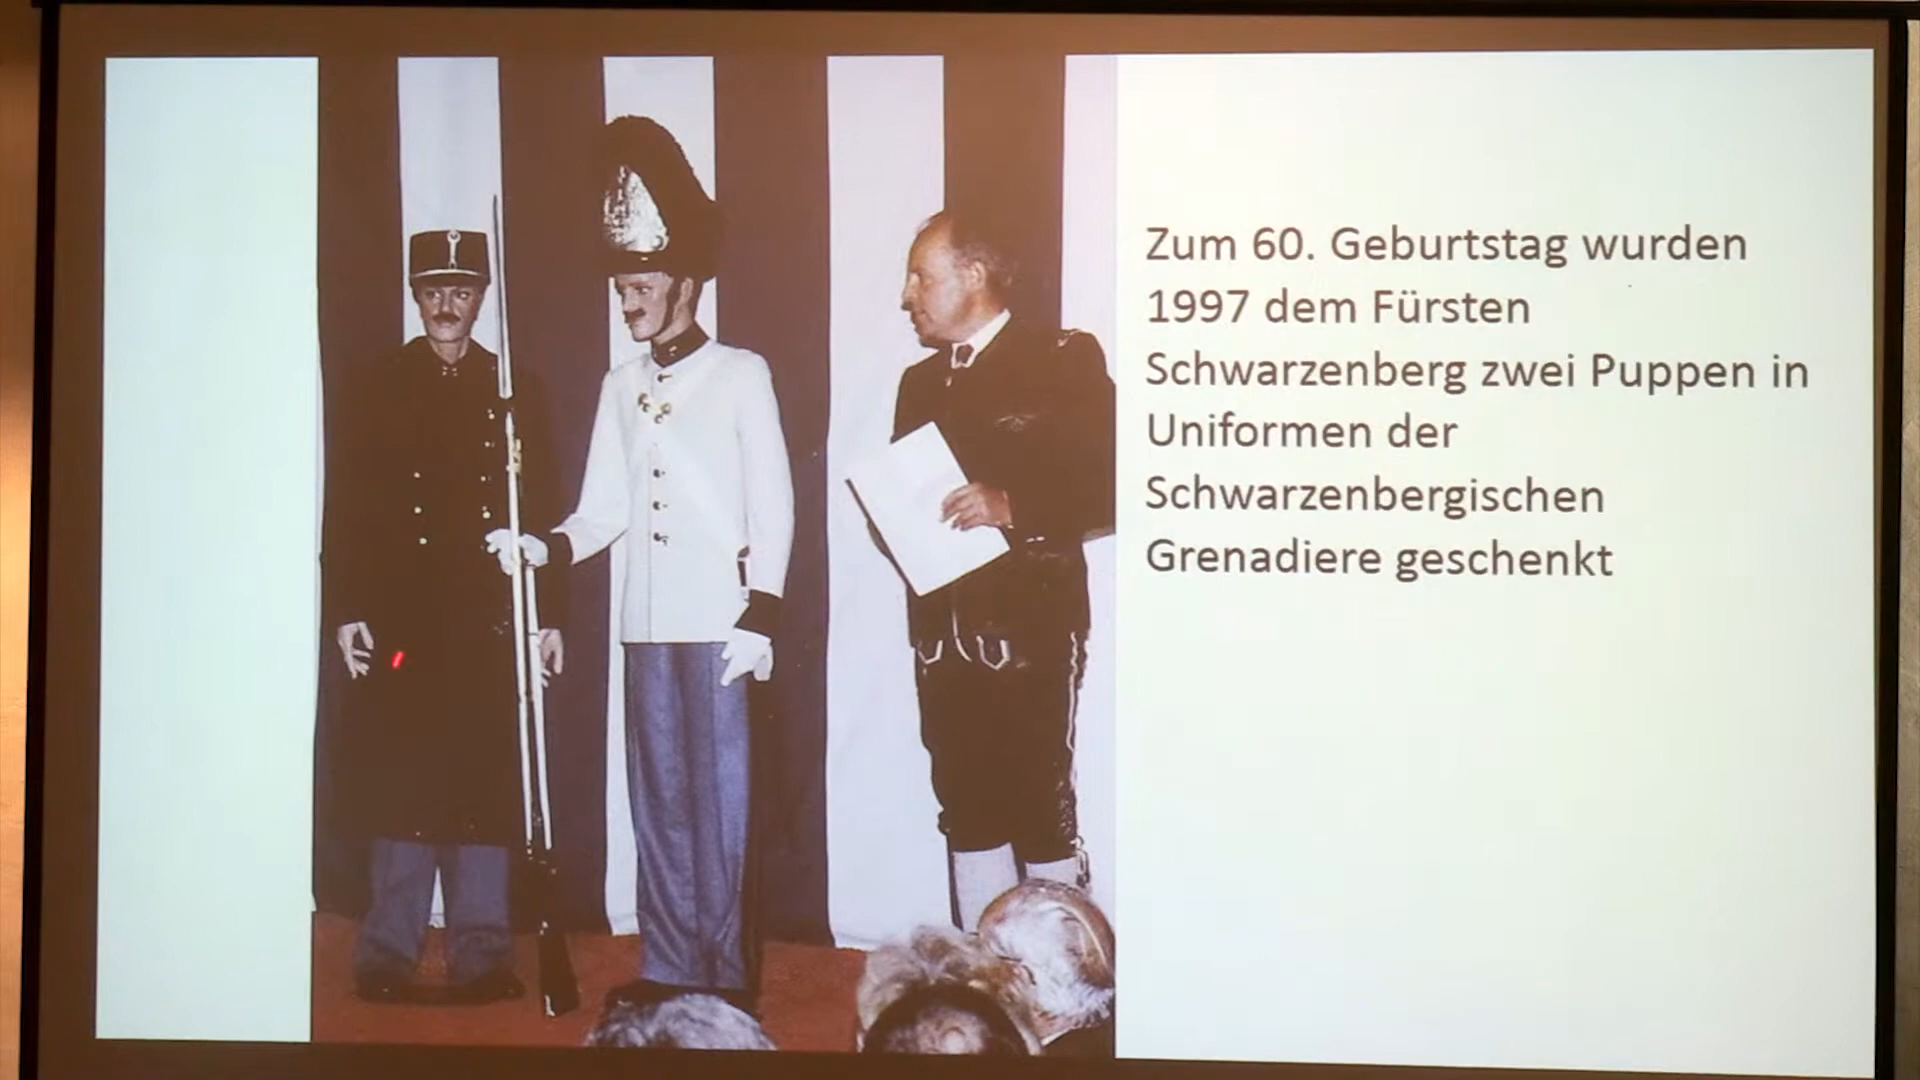 Zum 60. Geburtstag wurden
1997 dem Fürsten
Schwarzenberg zwei Puppen in
Uniformen der
Schwarzenbergischen
Grenadiere geschenkt